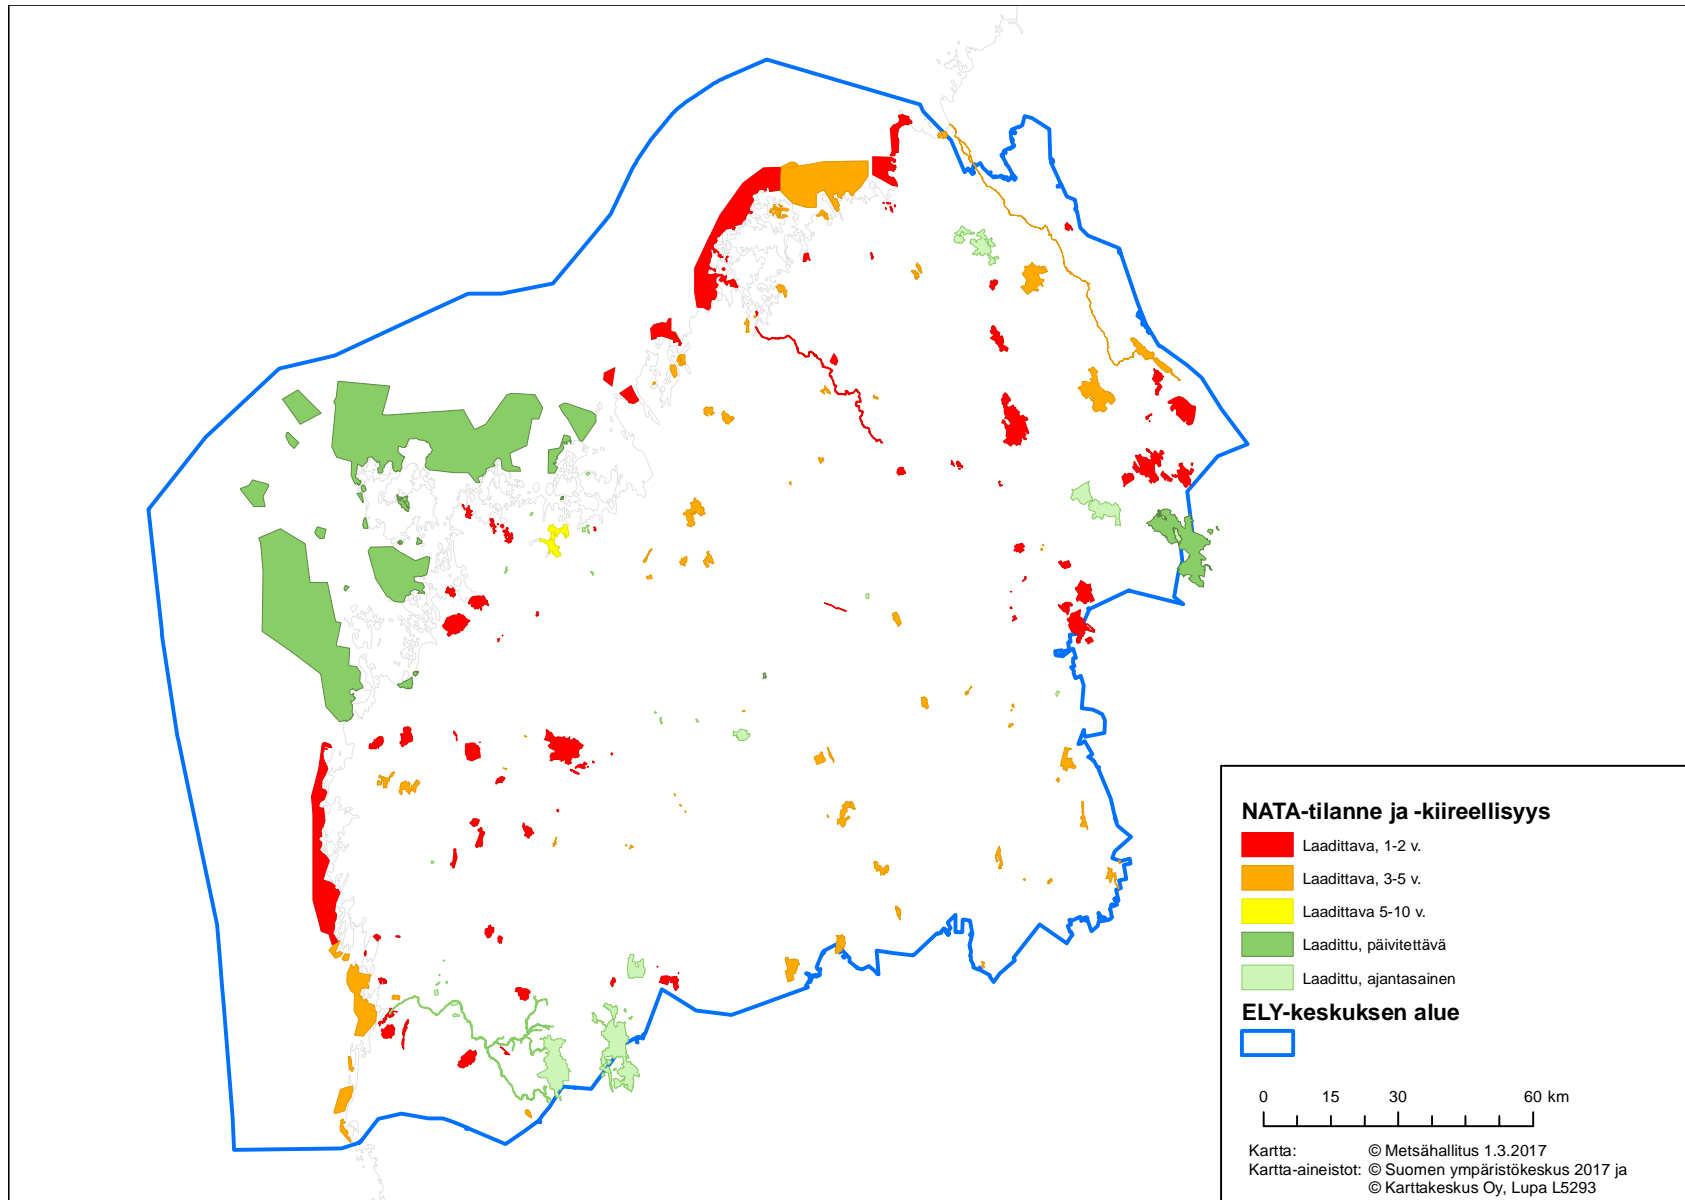 NATA-tilanne ja -kiireellisyys
Laadittava, 1-2 v.
Laadittava, 3-5 v.
Laadittava 5-10 v.
Laadittu, päivitettävä
Laadittu, ajantasainen
ELY-keskuksen alue
0 15 30 60 km
Kartta: © Metsähallitus 1.3.2017
Kartta-aineistot: © Suomen ympäristökeskus 2017 ja
© Karttakeskus Oy, Lupa L5293